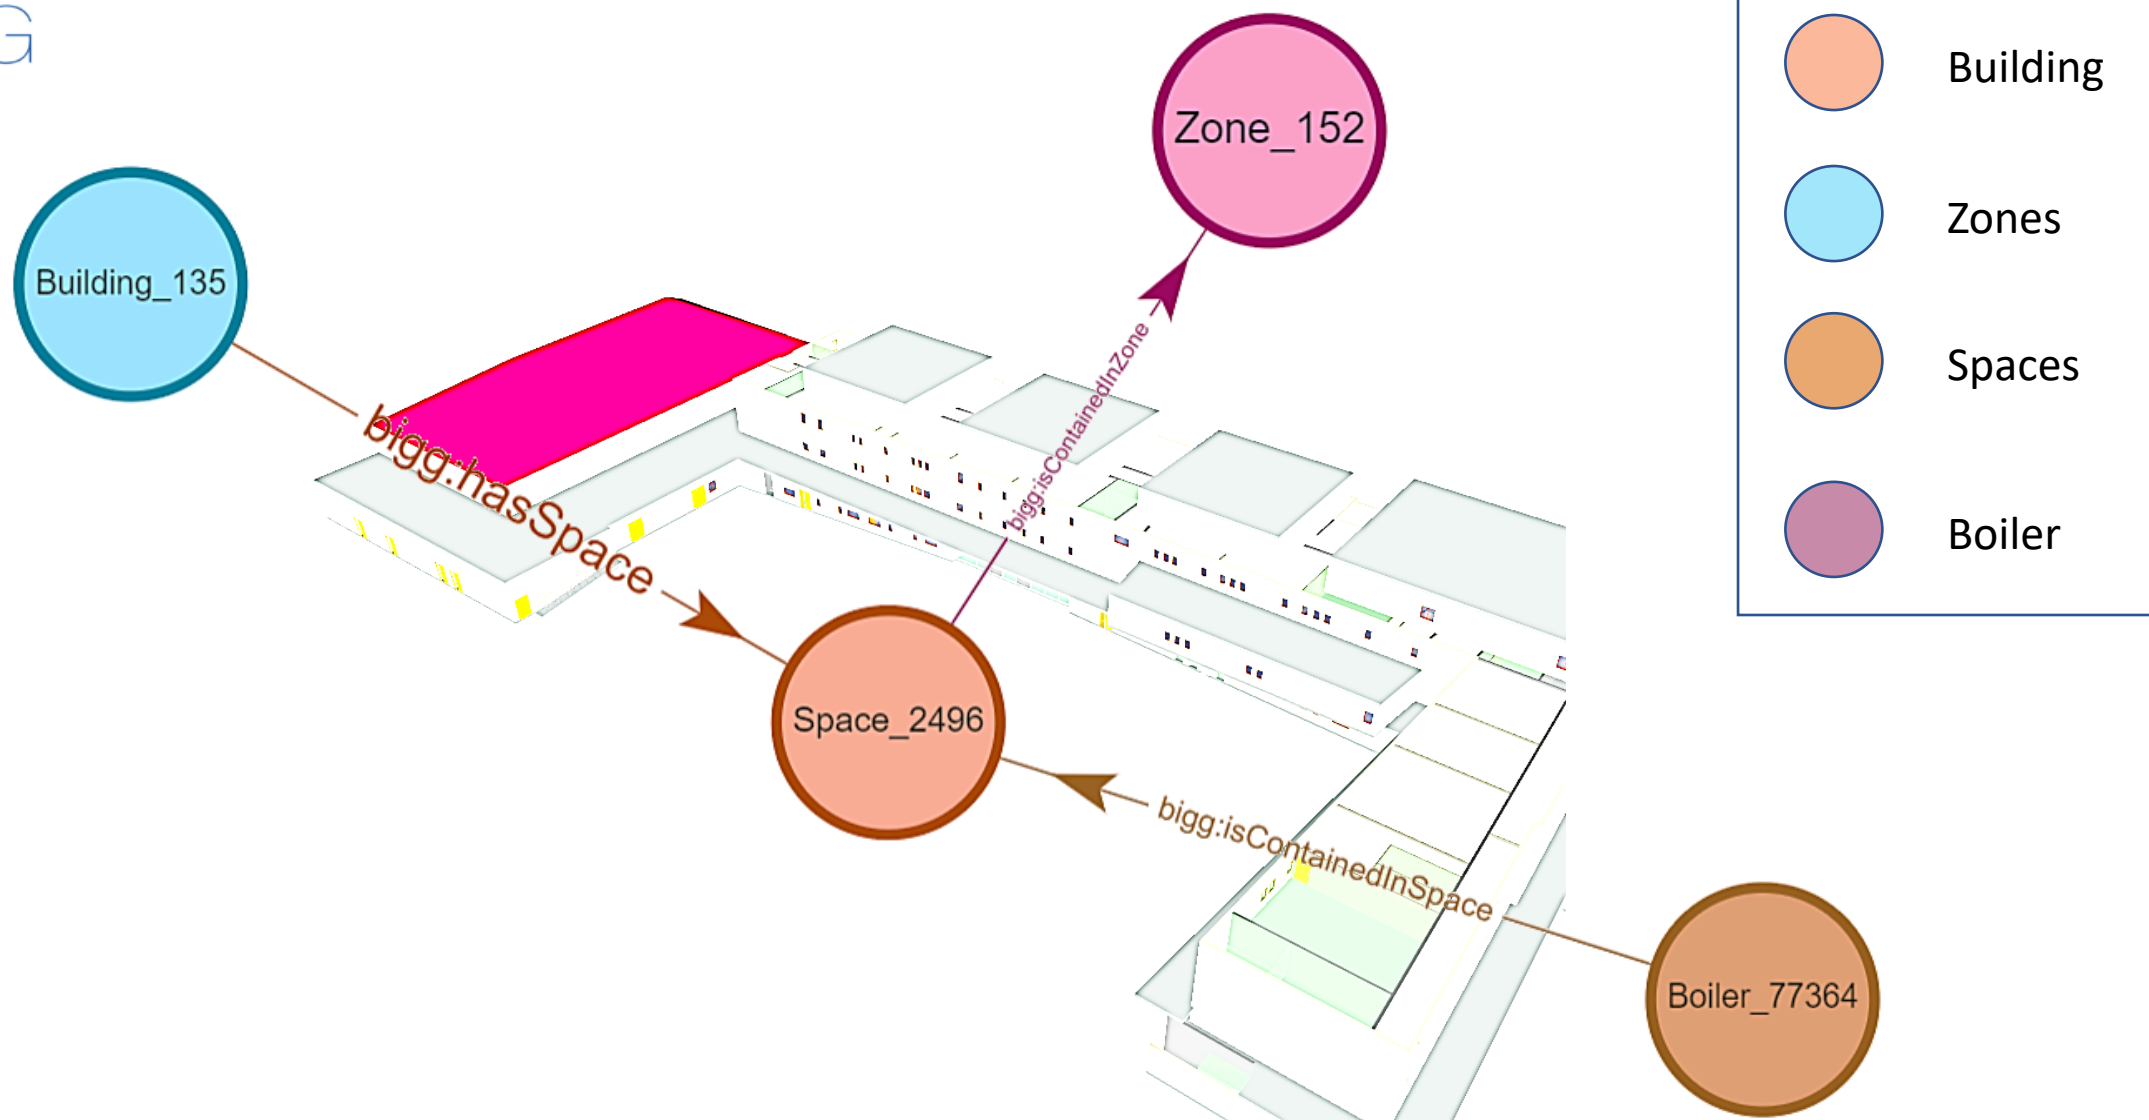 G
Building
Zone_152
Zones
Building_135
bigg:isContainedInZone
Spaces
bigg:hasSpace
Boiler
Space_2496
bigg:isContainedInSpace
Boiler_77364